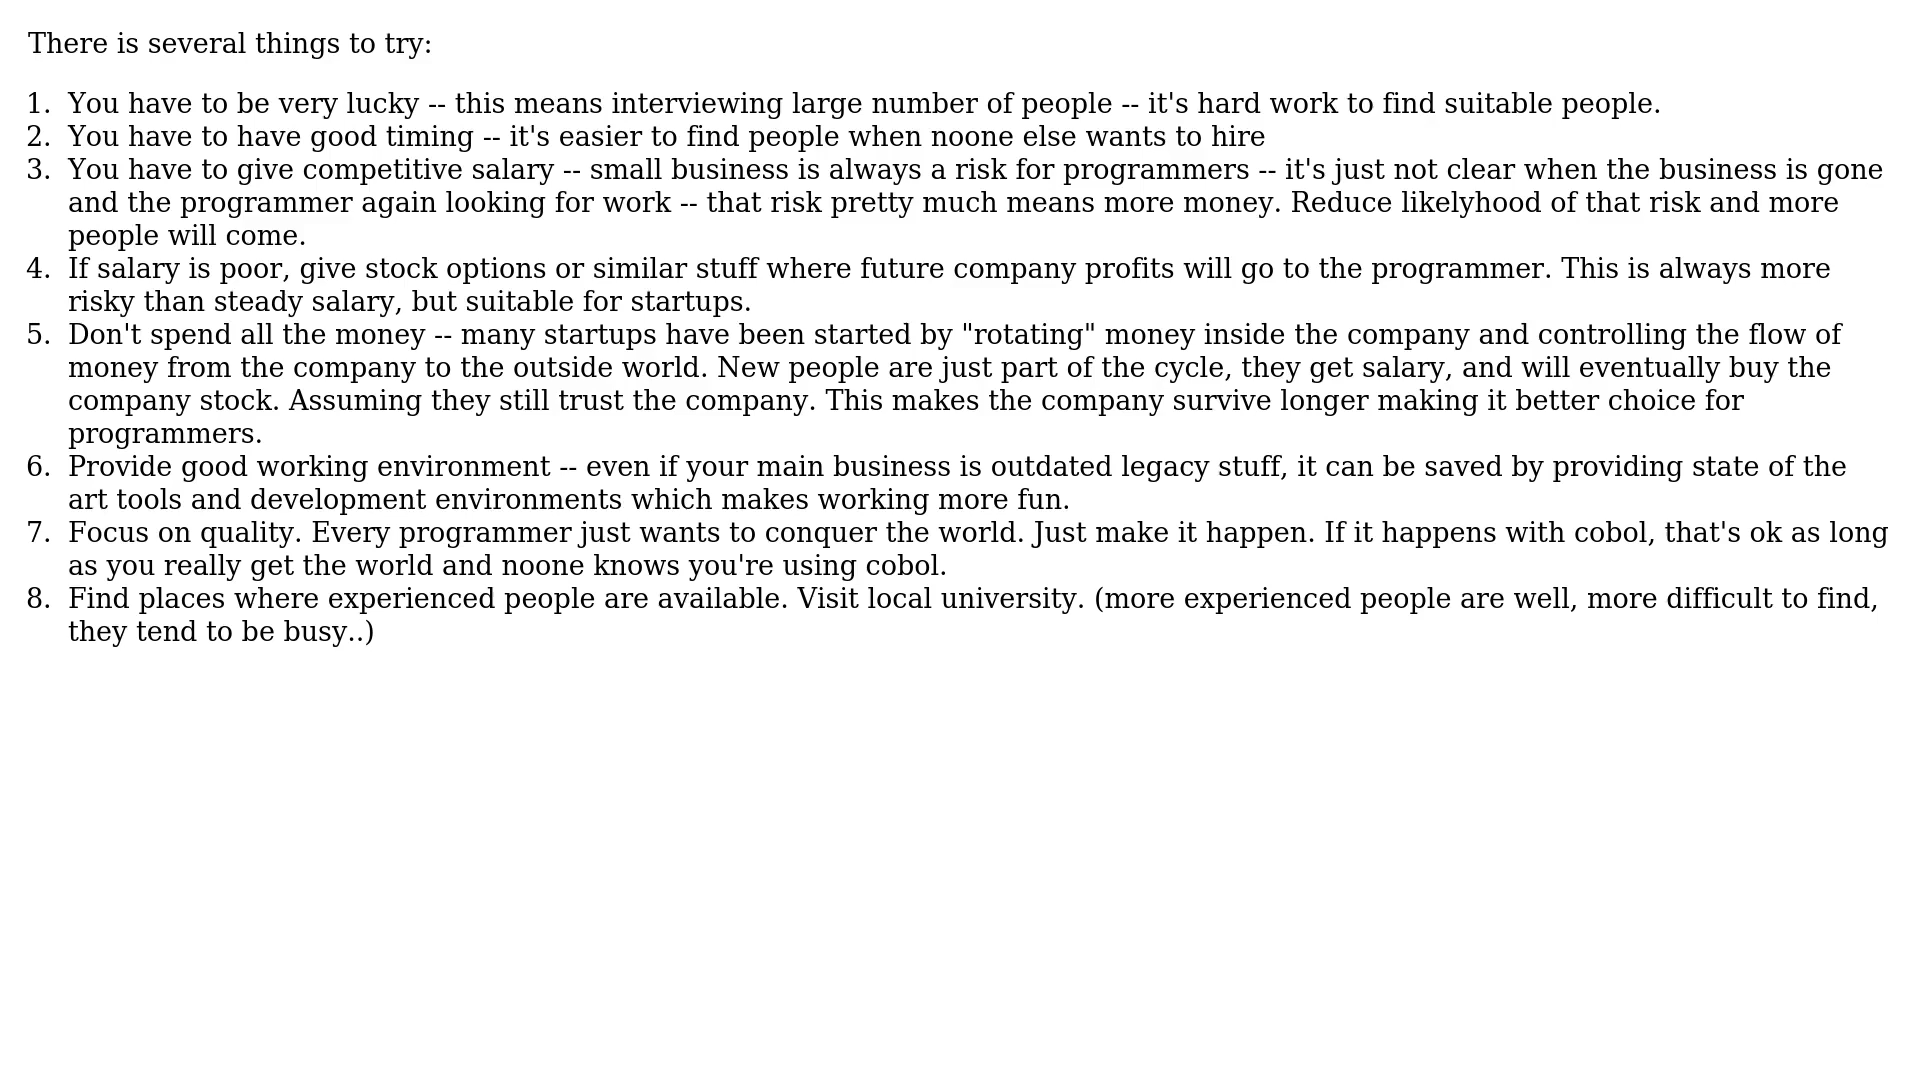 There is several things to try:
1. You have to be very lucky -- this means interviewing large number of people -- it's hard work to find suitable people.
2. You have to have good timing -- it's easier to find people when noone else wants to hire
3. You have to give competitive salary -- small business is always a risk for programmers -- it's just not clear when the business is gone
and the programmer again looking for work -- that risk pretty much means more money. Reduce likelyhood of that risk and more
people will come.
4. If salary is poor, give stock options or similar stuff where future company profits will go to the programmer. This is always more
risky than steady salary, but suitable for startups.
5. Don't spend all the money -- many startups have been started by "rotating" money inside the company and controlling the flow of
money from the company to the outside world. New people are just part of the cycle, they get salary, and will eventually buy the
company stock. Assuming they still trust the company. This makes the company survive longer making it better choice for
programmers.
6. Provide good working environment -- even if your main business is outdated legacy stuff, it can be saved by providing state of the
art tools and development environments which makes working more fun.
7. Focus on quality. Every programmer just wants to conquer the world. Just make it happen. If it happens with cobol, that's ok as long
as you really get the world and noone knows you're using cobol.
8. Find places where experienced people are available. Visit local university. (more experienced people are well, more difficult to find,
they tend to be busy..)